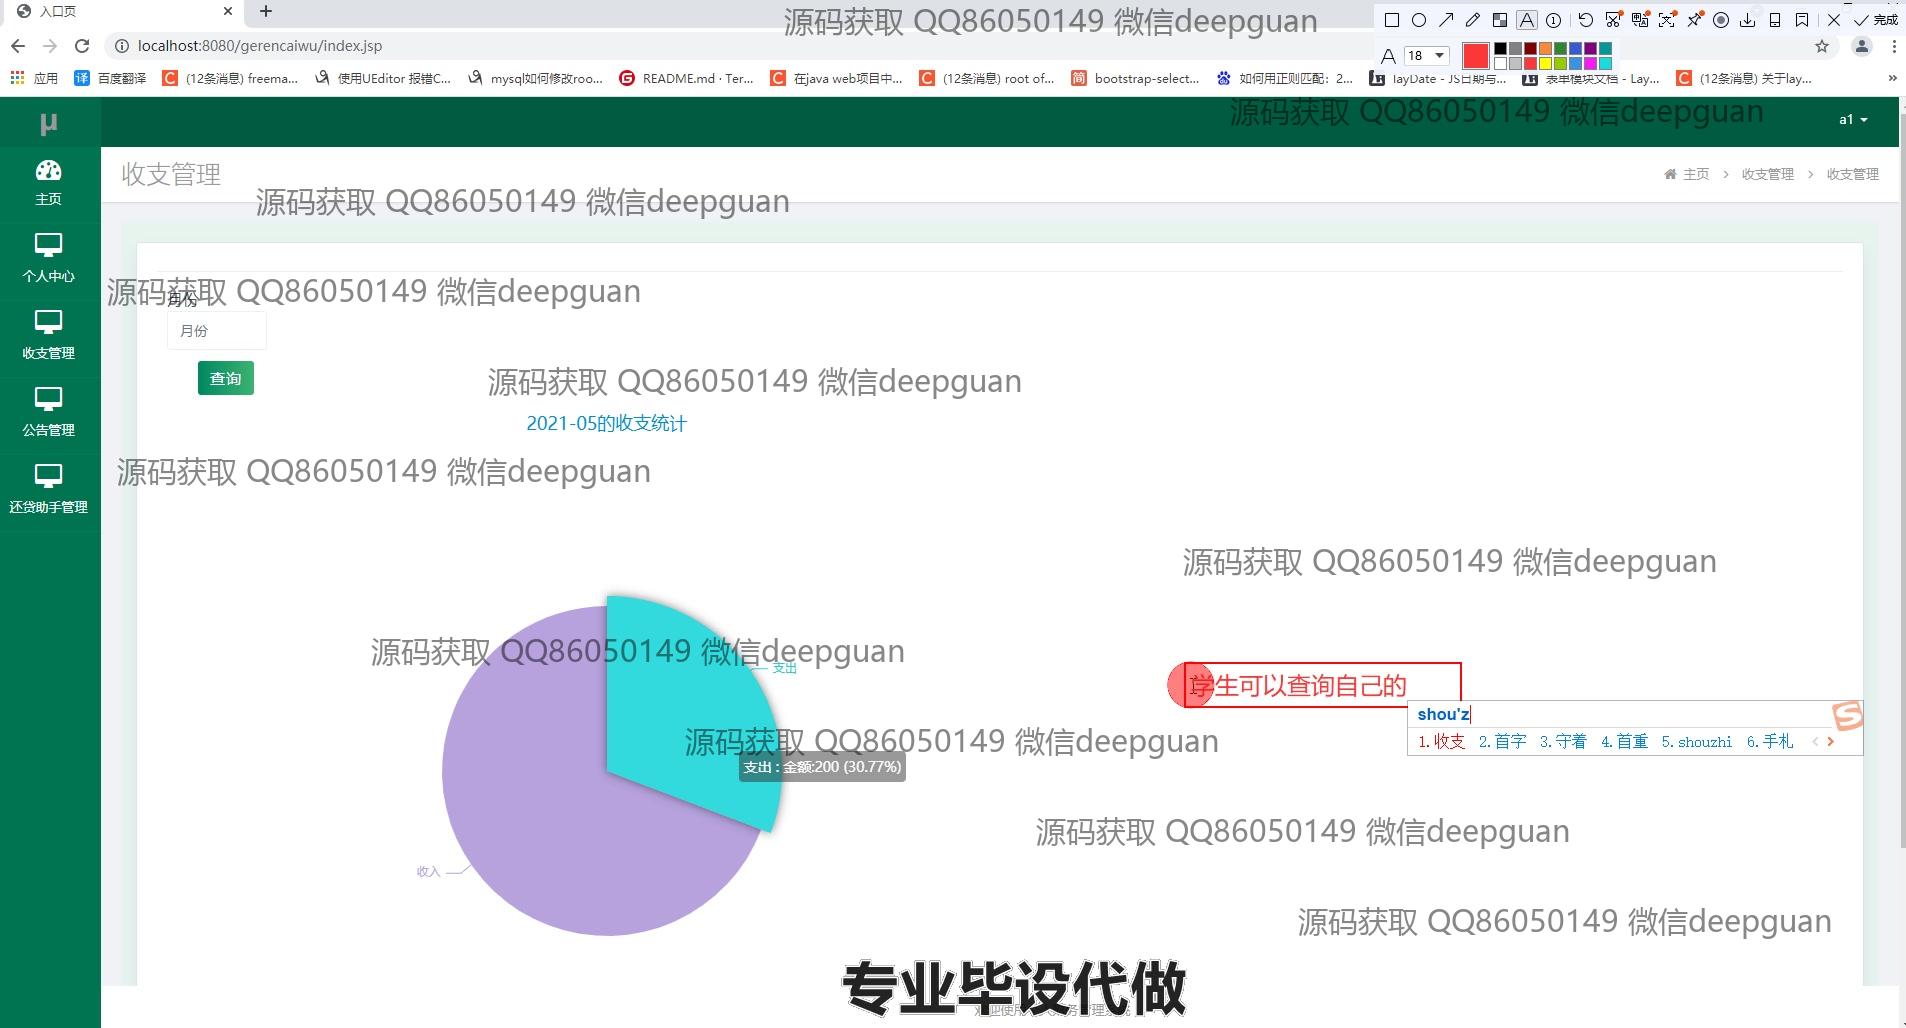 入口页
源码获取 QQ86050149 微信deepguan
完成
localhost:8080/gerencaiwu/index.jsp
18
应用 百度翻译 (12条消息) freema... 使用UEditor 报错C... mysql如何修改roo... README.md · Ter... 在java web项目中... (12条消息) root of... bootstrap-select... 如何用正则匹配：2... layDate - JS日期与... 表单模块文档 - Lay... (12条消息) 关于lay...
μ
源码获取 QQ86050149 微信deepguan
a1
主页
收支管理
主页 收支管理 收支管理
源码获取 QQ86050149 微信deepguan
个人中心
源码获取 QQ86050149 微信deepguan
月份
月份
收支管理
查询
源码获取 QQ86050149 微信deepguan
2021-05的收支统计
公告管理
源码获取 QQ86050149 微信deepguan
还贷助手管理
源码获取 QQ86050149 微信deepguan
源码获取 QQ86050149 微信deepguan
支出
学生可以查询自己的
shou'z
1.收支 2.首字 3.守着 4.首重 5.shouzhi 6.手札
源码获取 QQ86050149 微信deepguan
支出 : 金额:200 (30.77%)
源码获取 QQ86050149 微信deepguan
收入
源码获取 QQ86050149 微信deepguan
专业毕设代做